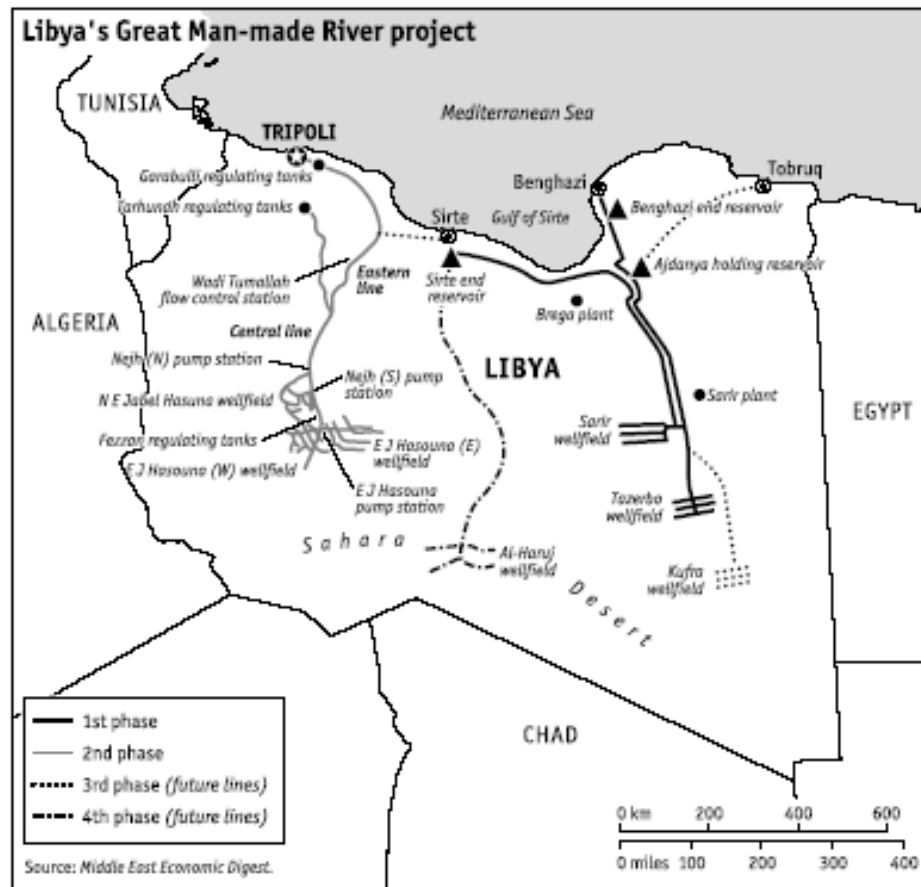 Libya's Great Man-made River project
TUNISIA
Mediterranean Sea
TRIPOLI
Garabulli regulating tanks
Tarhunah regulating tanks
Benghazi
Tobruq
Benghazi end reservoir
Gulf of Sirte
Sirte
Ajdanya holding reservoir
Wadi Tumallah
flow control station
Eastern
line
Sirte end
reservoir
Brega plant
ALGERIA
Central line
Nejh (N) pump station
LIBYA
Nejh (S) pump
station
N E Jabel Hasuna wellfield
Sarir plant
EGYPT
Fezzan regulating tanks
Sarir
wellfield
E J Hasouna (E)
wellfield
E J Hasouna (W) wellfield
E J Hasouna
pump station
Tazerbo
wellfield
Sahara
Al-Haruj
wellfield
Kufra
wellfield
Desert
CHAD
1st phase
2nd phase
3rd phase (future lines)
4th phase (future lines)
0 km 200 400 600
0 miles 100 200 300 400
Source: Middle East Economic Digest.